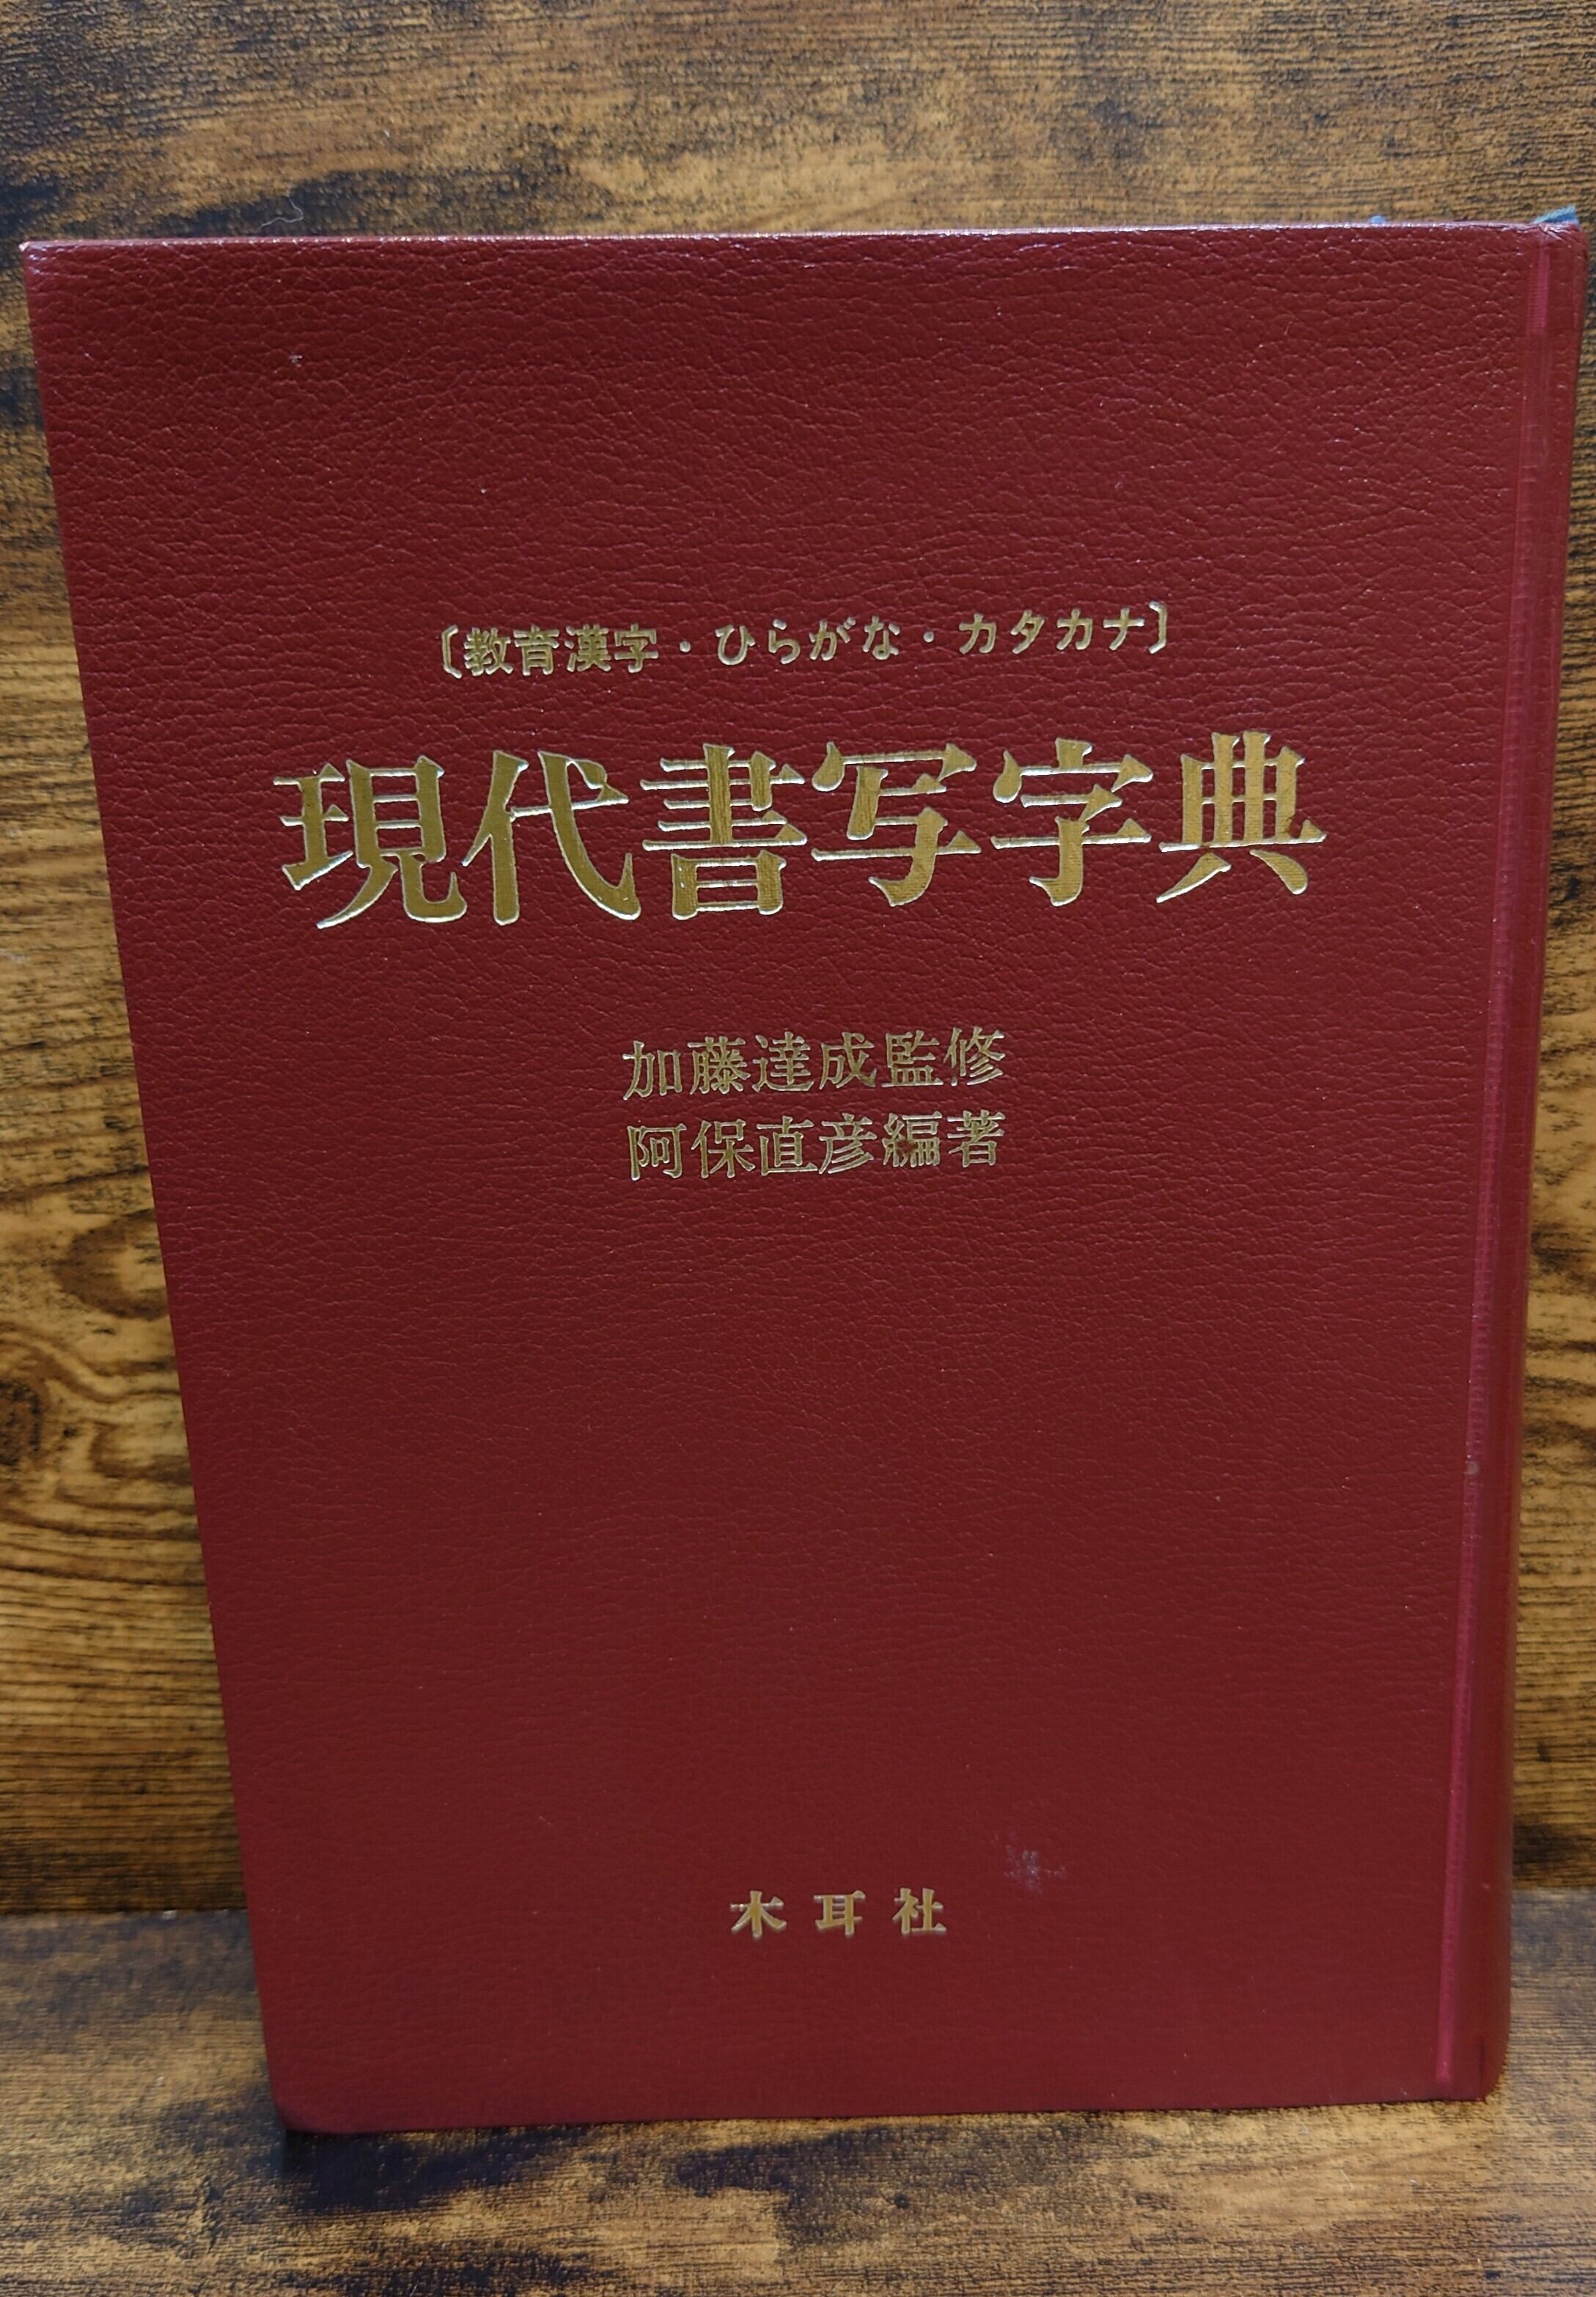 〔教育漢字・ひらがな・カタカナ〕
現代書写字典
加藤達成監修
阿保直彦編著
木耳社